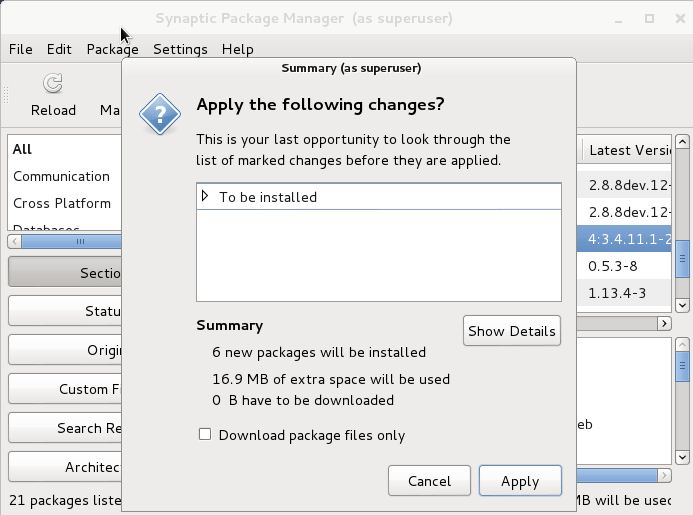 Synaptic Package Manager (as superuser)
File Edit Package Settings Help
Summary (as superuser)
Reload
?
Apply the following changes?
This is your last opportunity to look through the
list of marked changes before they are applied.
To be installed
All
Communication
Cross Platform
Databases
Latest Versi
2.8.8dev.12-
2.8.8dev.12-
4:3.4.11.1-2
0.5.3-8
1.13.4-3
Sectio
Statu
Origi
Custom F
Search Re
Architec
Summary
Show Details
6 new packages will be installed
16.9 MB of extra space will be used
0 B have to be downloaded
Download package files only
Cancel Apply
eb
21 packages liste
MB will be used